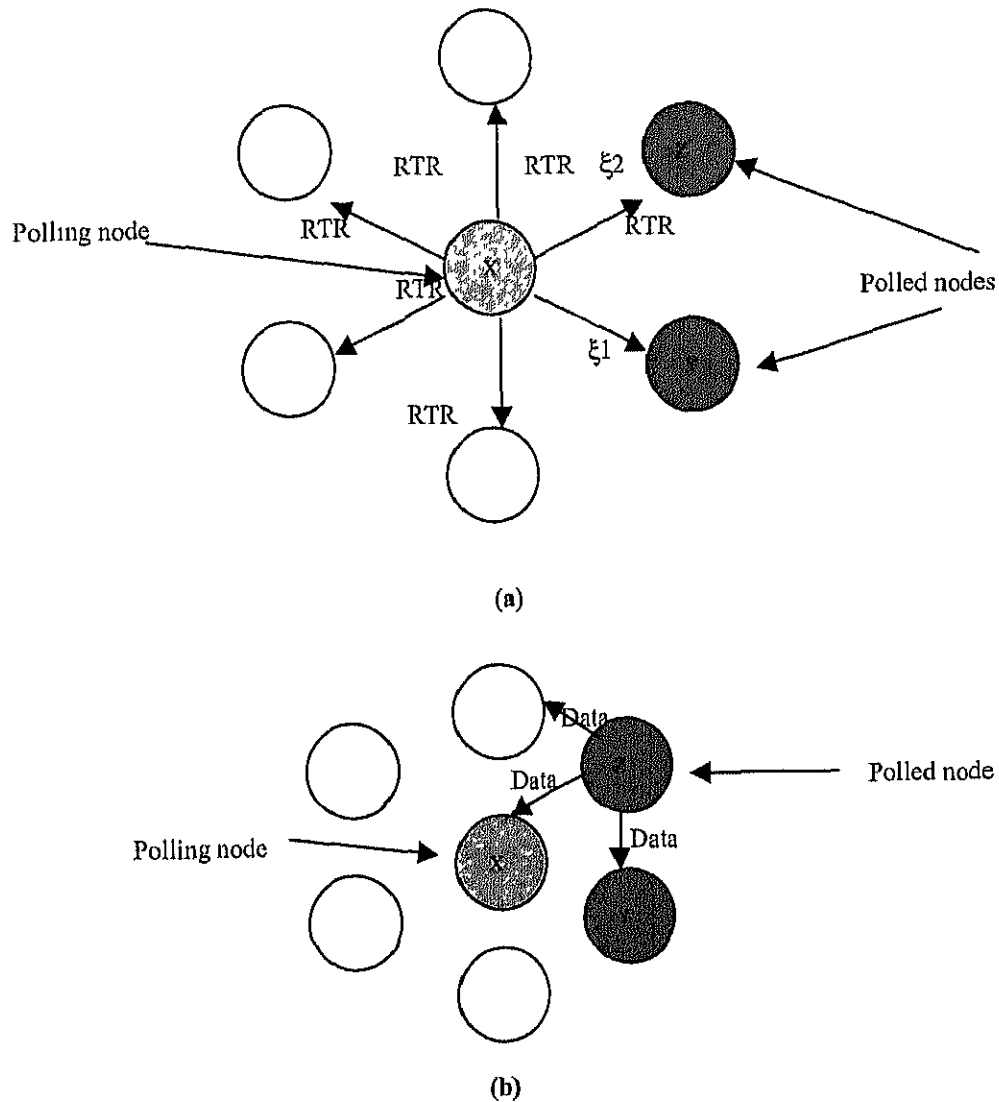 RTR
RTR
ξ2
RTR
RTR
Polling node
X
RTR
Polled nodes
ξ1
RTR
(a)
Data
Data
Polled node
Data
Polling node
X
(b)